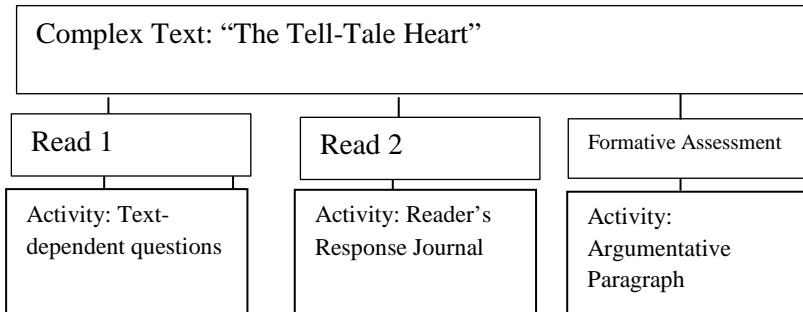 Complex Text: “The Tell-Tale Heart”
Read 1
Read 2
Formative Assessment
Activity: Text-
dependent questions
Activity: Reader’s
Response Journal
Activity:
Argumentative
Paragraph